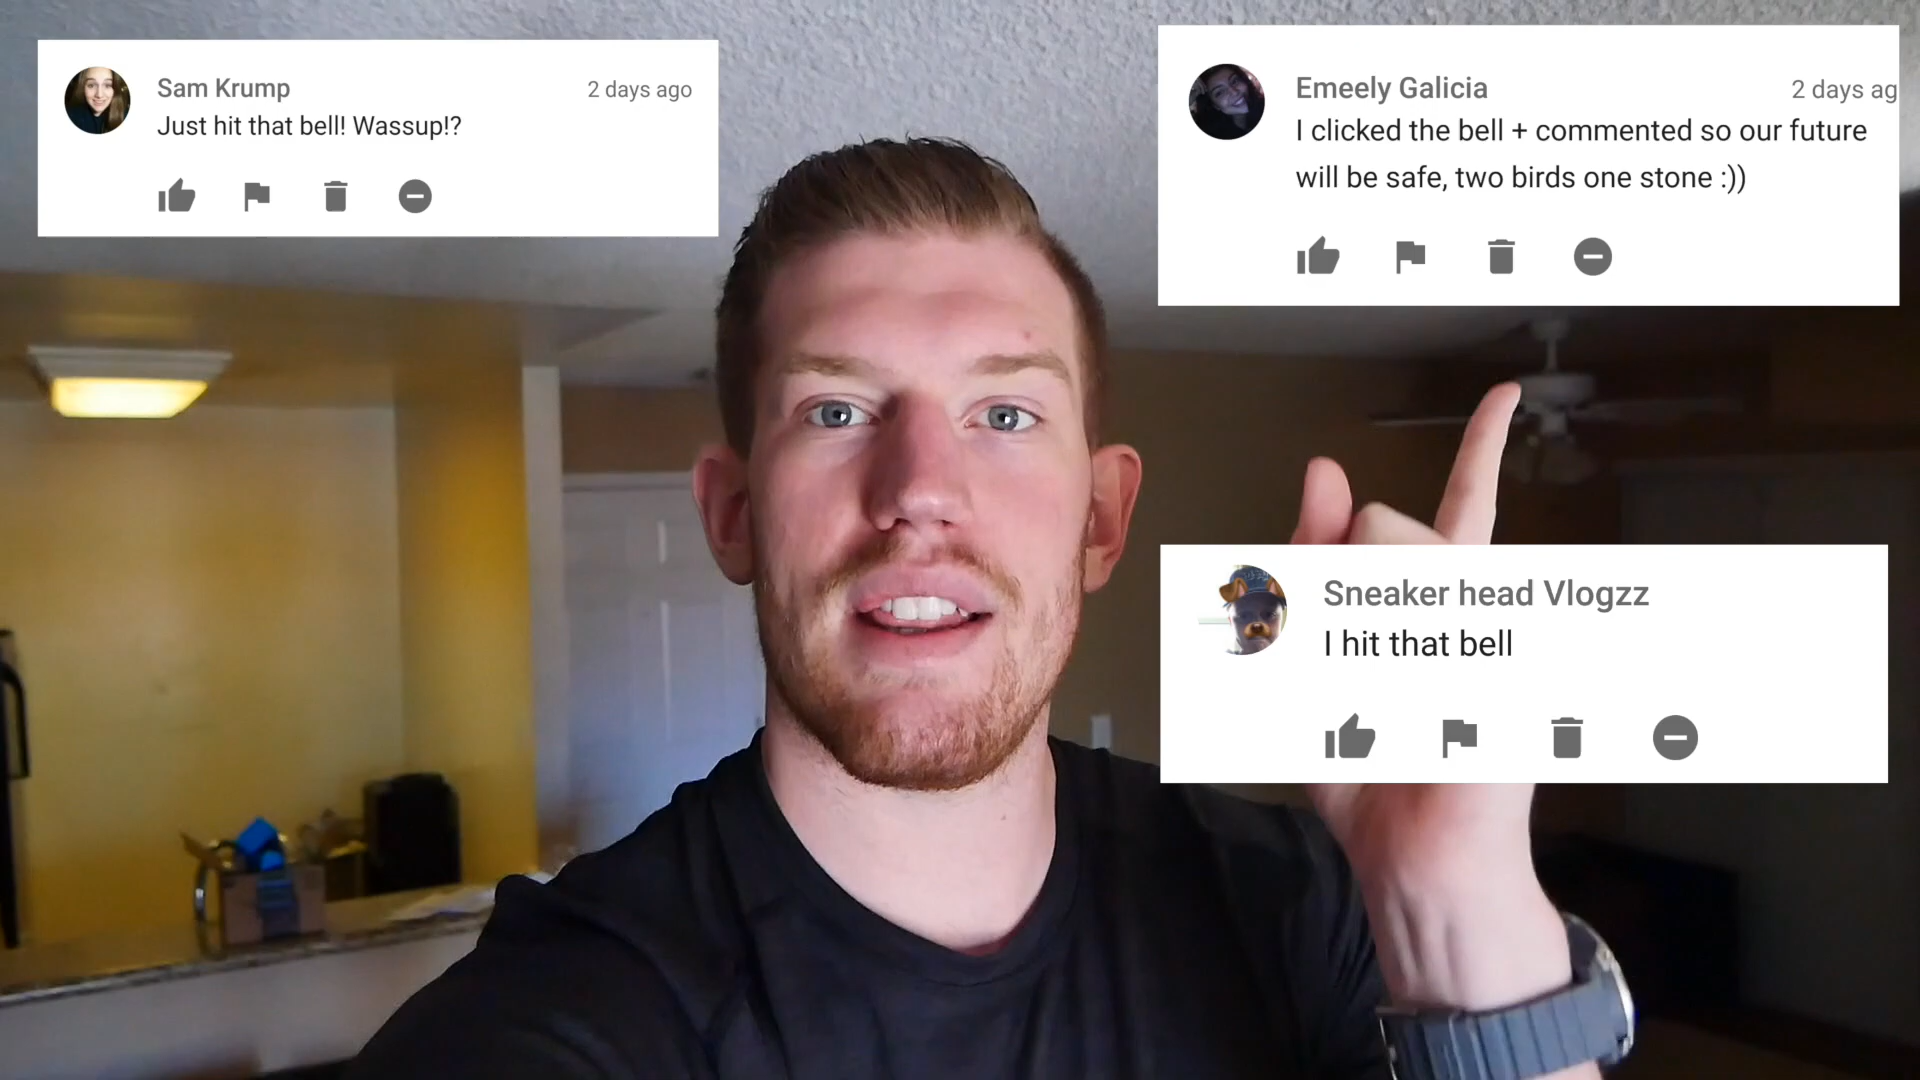 Sam Krump
2 days ago
Just hit that bell! Wassup!?
Emeely Galicia
2 days ag
I clicked the bell + commented so our future
will be safe, two birds one stone :))
Sneaker head Vlogzz
I hit that bell